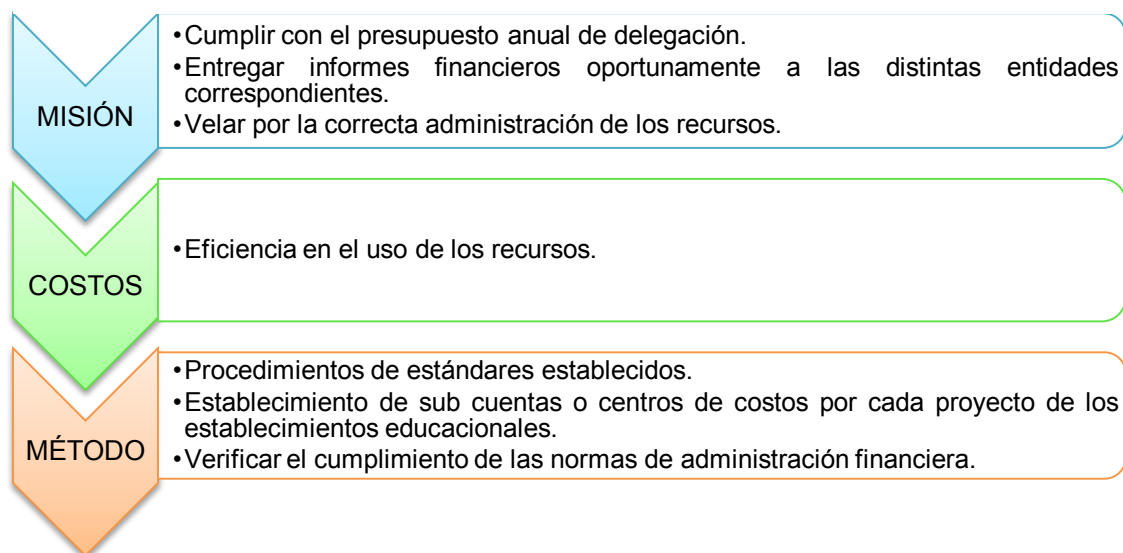 MISIÓN
•Cumplir con el presupuesto anual de delegación.
•Entregar informes financieros oportunamente a las distintas entidades
correspondientes.
•Velar por la correcta administración de los recursos.
COSTOS
•Eficiencia en el uso de los recursos.
MÉTODO
•Procedimientos de estándares establecidos.
•Establecimiento de sub cuentas o centros de costos por cada proyecto de los
establecimientos educacionales.
•Verificar el cumplimiento de las normas de administración financiera.